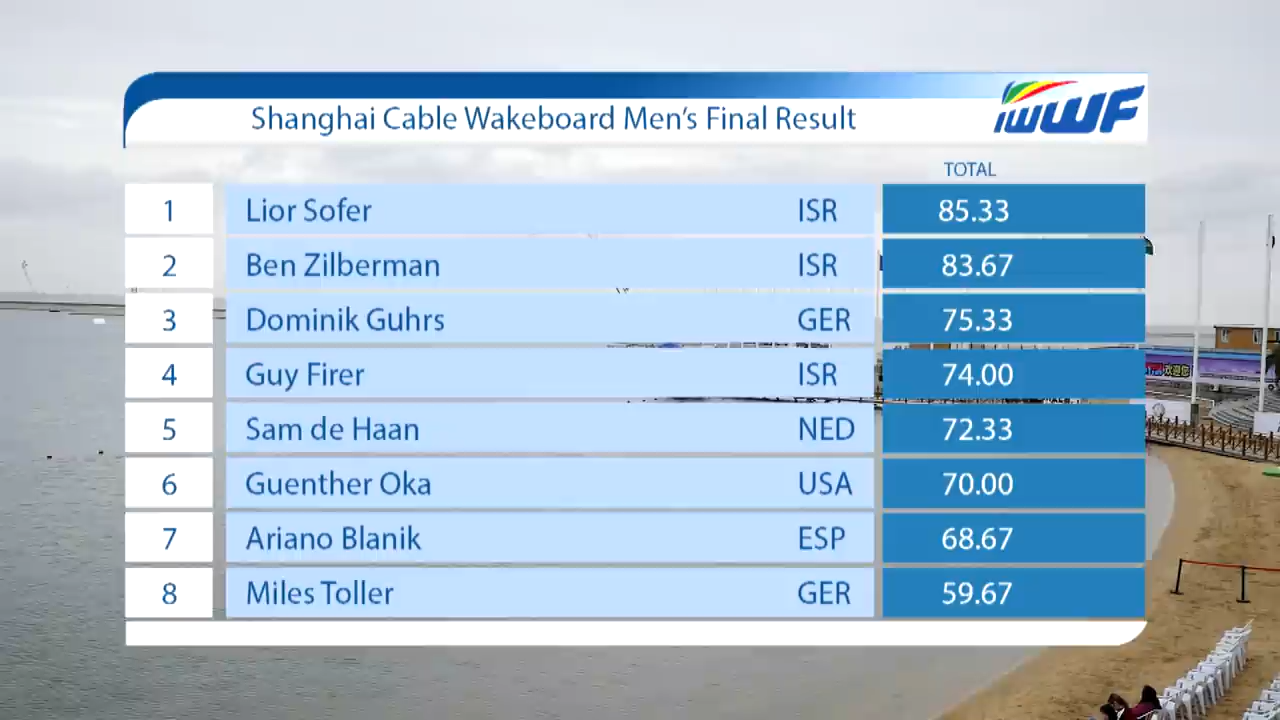 Shanghai Cable Wakeboard Men's Final Result
IWWF
TOTAL
1 Lior Sofer ISR 85.33
2 Ben Zilberman ISR 83.67
3 Dominik Guhrs GER 75.33
4 Guy Firer ISR 74.00
5 Sam de Haan NED 72.33
6 Guenther Oka USA 70.00
7 Ariano Blanik ESP 68.67
8 Miles Toller GER 59.67
欢迎您